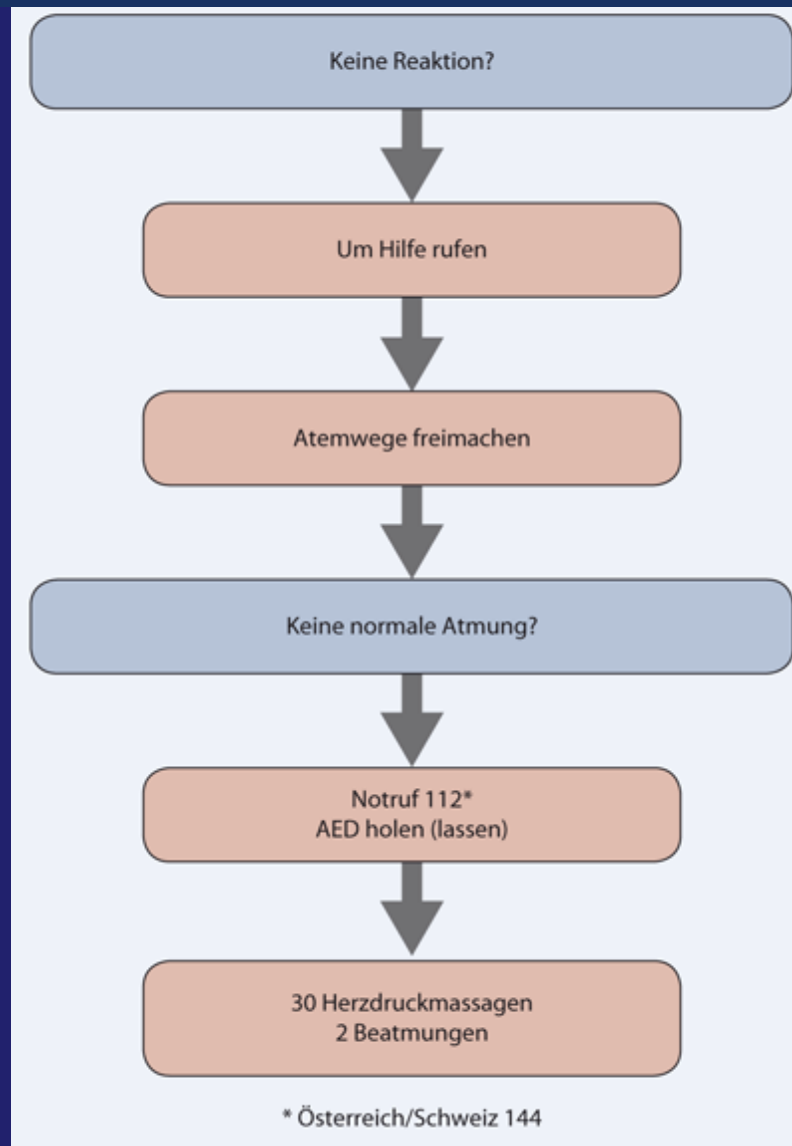 Keine Reaktion?
Um Hilfe rufen
Atemwege freimachen
Keine normale Atmung?
Notruf 112*
AED holen (lassen)
30 Herzdruckmassagen
2 Beatmungen
* Österreich/Schweiz 144